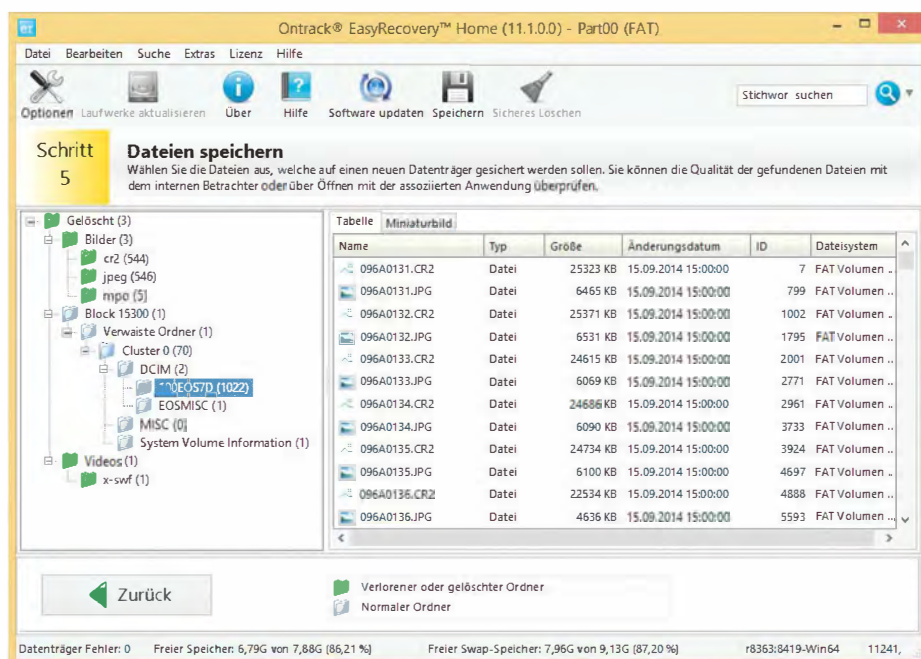 er Ontrack® EasyRecovery™ Home (11.1.0.0) - Part00 (FAT)
Datei Bearbeiten Suche Extras Lizenz Hilfe
Optionen Laufwerke aktualisieren Über Hilfe Software updaten Speichern Sicheres Löschen
Stichwor suchen
Schritt 5
Dateien speichern
Wählen Sie die Dateien aus, welche auf einen neuen Datenträger gesichert werden sollen. Sie können die Qualität der gefundenen Dateien mit
dem internen Betrachter oder über Öffnen mit der assoziierten Anwendung überprüfen.
Gelöscht (3)
Bilder (3)
cr2 (544)
jpeg (546)
mpo (5)
Block 15300 (1)
Verwaiste Ordner (1)
Cluster 0 (70)
DCIM (2)
100EOS7D (1022)
EOSMISC (1)
MISC (0)
System Volume Information (1)
Videos (1)
x-swf (1)
Tabelle Miniaturbild
Name Typ Größe Änderungsdatum ID Dateisystem
096A0131.CR2 Datei 25323 KB 15.09.2014 15:00:00 7 FAT Volumen ..
096A0131.JPG Datei 6465 KB 15.09.2014 15:00:00 799 FAT Volumen ..
096A0132.CR2 Datei 25371 KB 15.09.2014 15:00:00 1002 FAT Volumen ..
096A0132.JPG Datei 6531 KB 15.09.2014 15:00:00 1795 FAT Volumen ..
096A0133.CR2 Datei 24615 KB 15.09.2014 15:00:00 2001 FAT Volumen ..
096A0133.JPG Datei 6069 KB 15.09.2014 15:00:00 2771 FAT Volumen ..
096A0134.CR2 Datei 24686 KB 15.09.2014 15:00:00 2961 FAT Volumen ..
096A0134.JPG Datei 6090 KB 15.09.2014 15:00:00 3733 FAT Volumen ..
096A0135.CR2 Datei 24734 KB 15.09.2014 15:00:00 3924 FAT Volumen ..
096A0135.JPG Datei 6100 KB 15.09.2014 15:00:00 4697 FAT Volumen ..
096A0136.CR2 Datei 22534 KB 15.09.2014 15:00:00 4888 FAT Volumen ..
096A0136.JPG Datei 4636 KB 15.09.2014 15:00:00 5593 FAT Volumen ..
Zurück
Verlorener oder gelöschter Ordner
Normaler Ordner
Datenträger Fehler: 0 Freier Speicher: 6,79G von 7,88G (86,21 %) Freier Swap-Speicher: 7,96G von 9,13G (87,20 %) r8363:8419-Win64 11241,